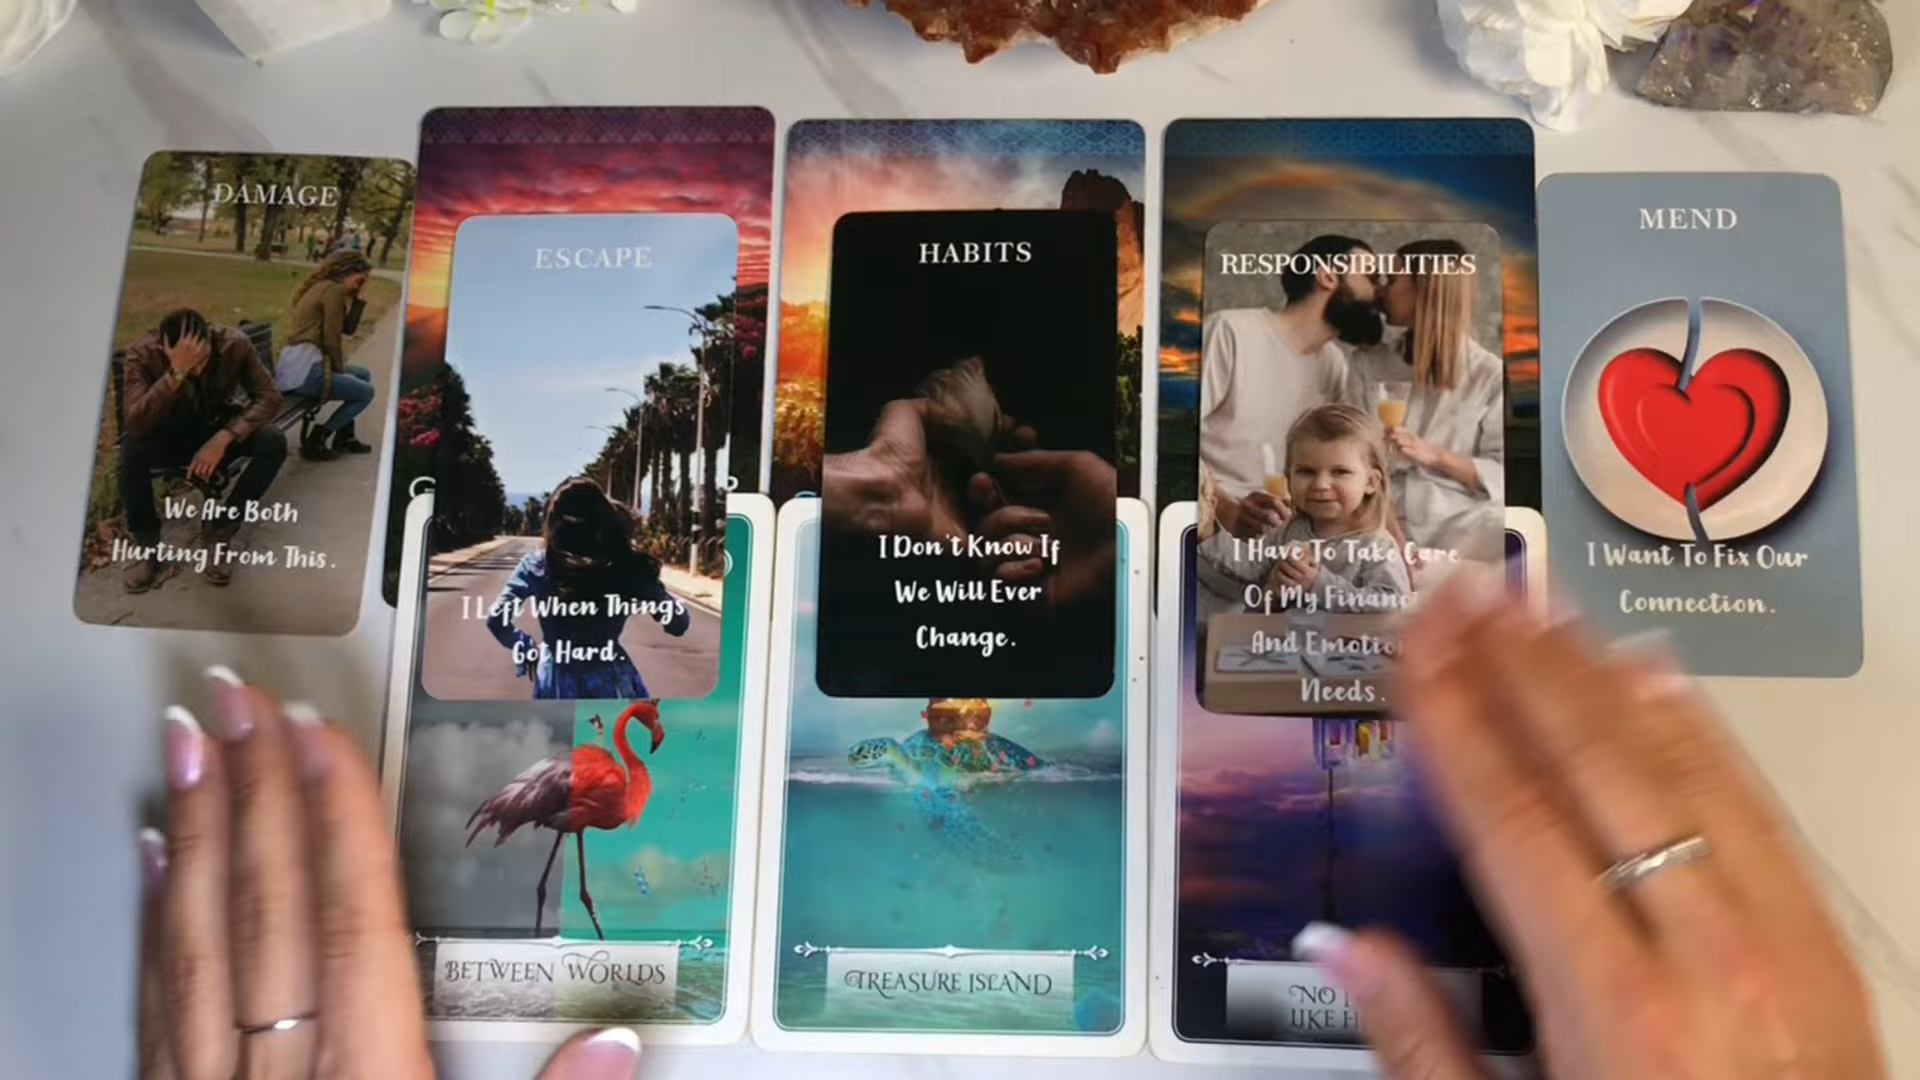 DAMAGE
We Are Both
Hurting From This.
ESCAPE
I Left When Things
Got Hard.
HABITS
I Don't Know If
We Will Ever
Change.
RESPONSIBILITIES
I Have To Take Care
Of My
And
Needs.
MEND
I Want To Fix Our
Connection.
BETWEEN WORLDS
TREASURE ISLAND
NO
LIKE